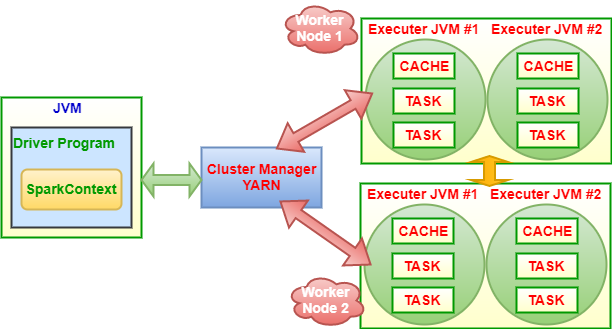 JVM
Driver Program
SparkContext
Cluster Manager
YARN
Worker
Node 1
Executer JVM #1
Executer JVM #2
CACHE
TASK
TASK
CACHE
TASK
TASK
Worker
Node 2
Executer JVM #1
Executer JVM #2
CACHE
TASK
TASK
CACHE
TASK
TASK